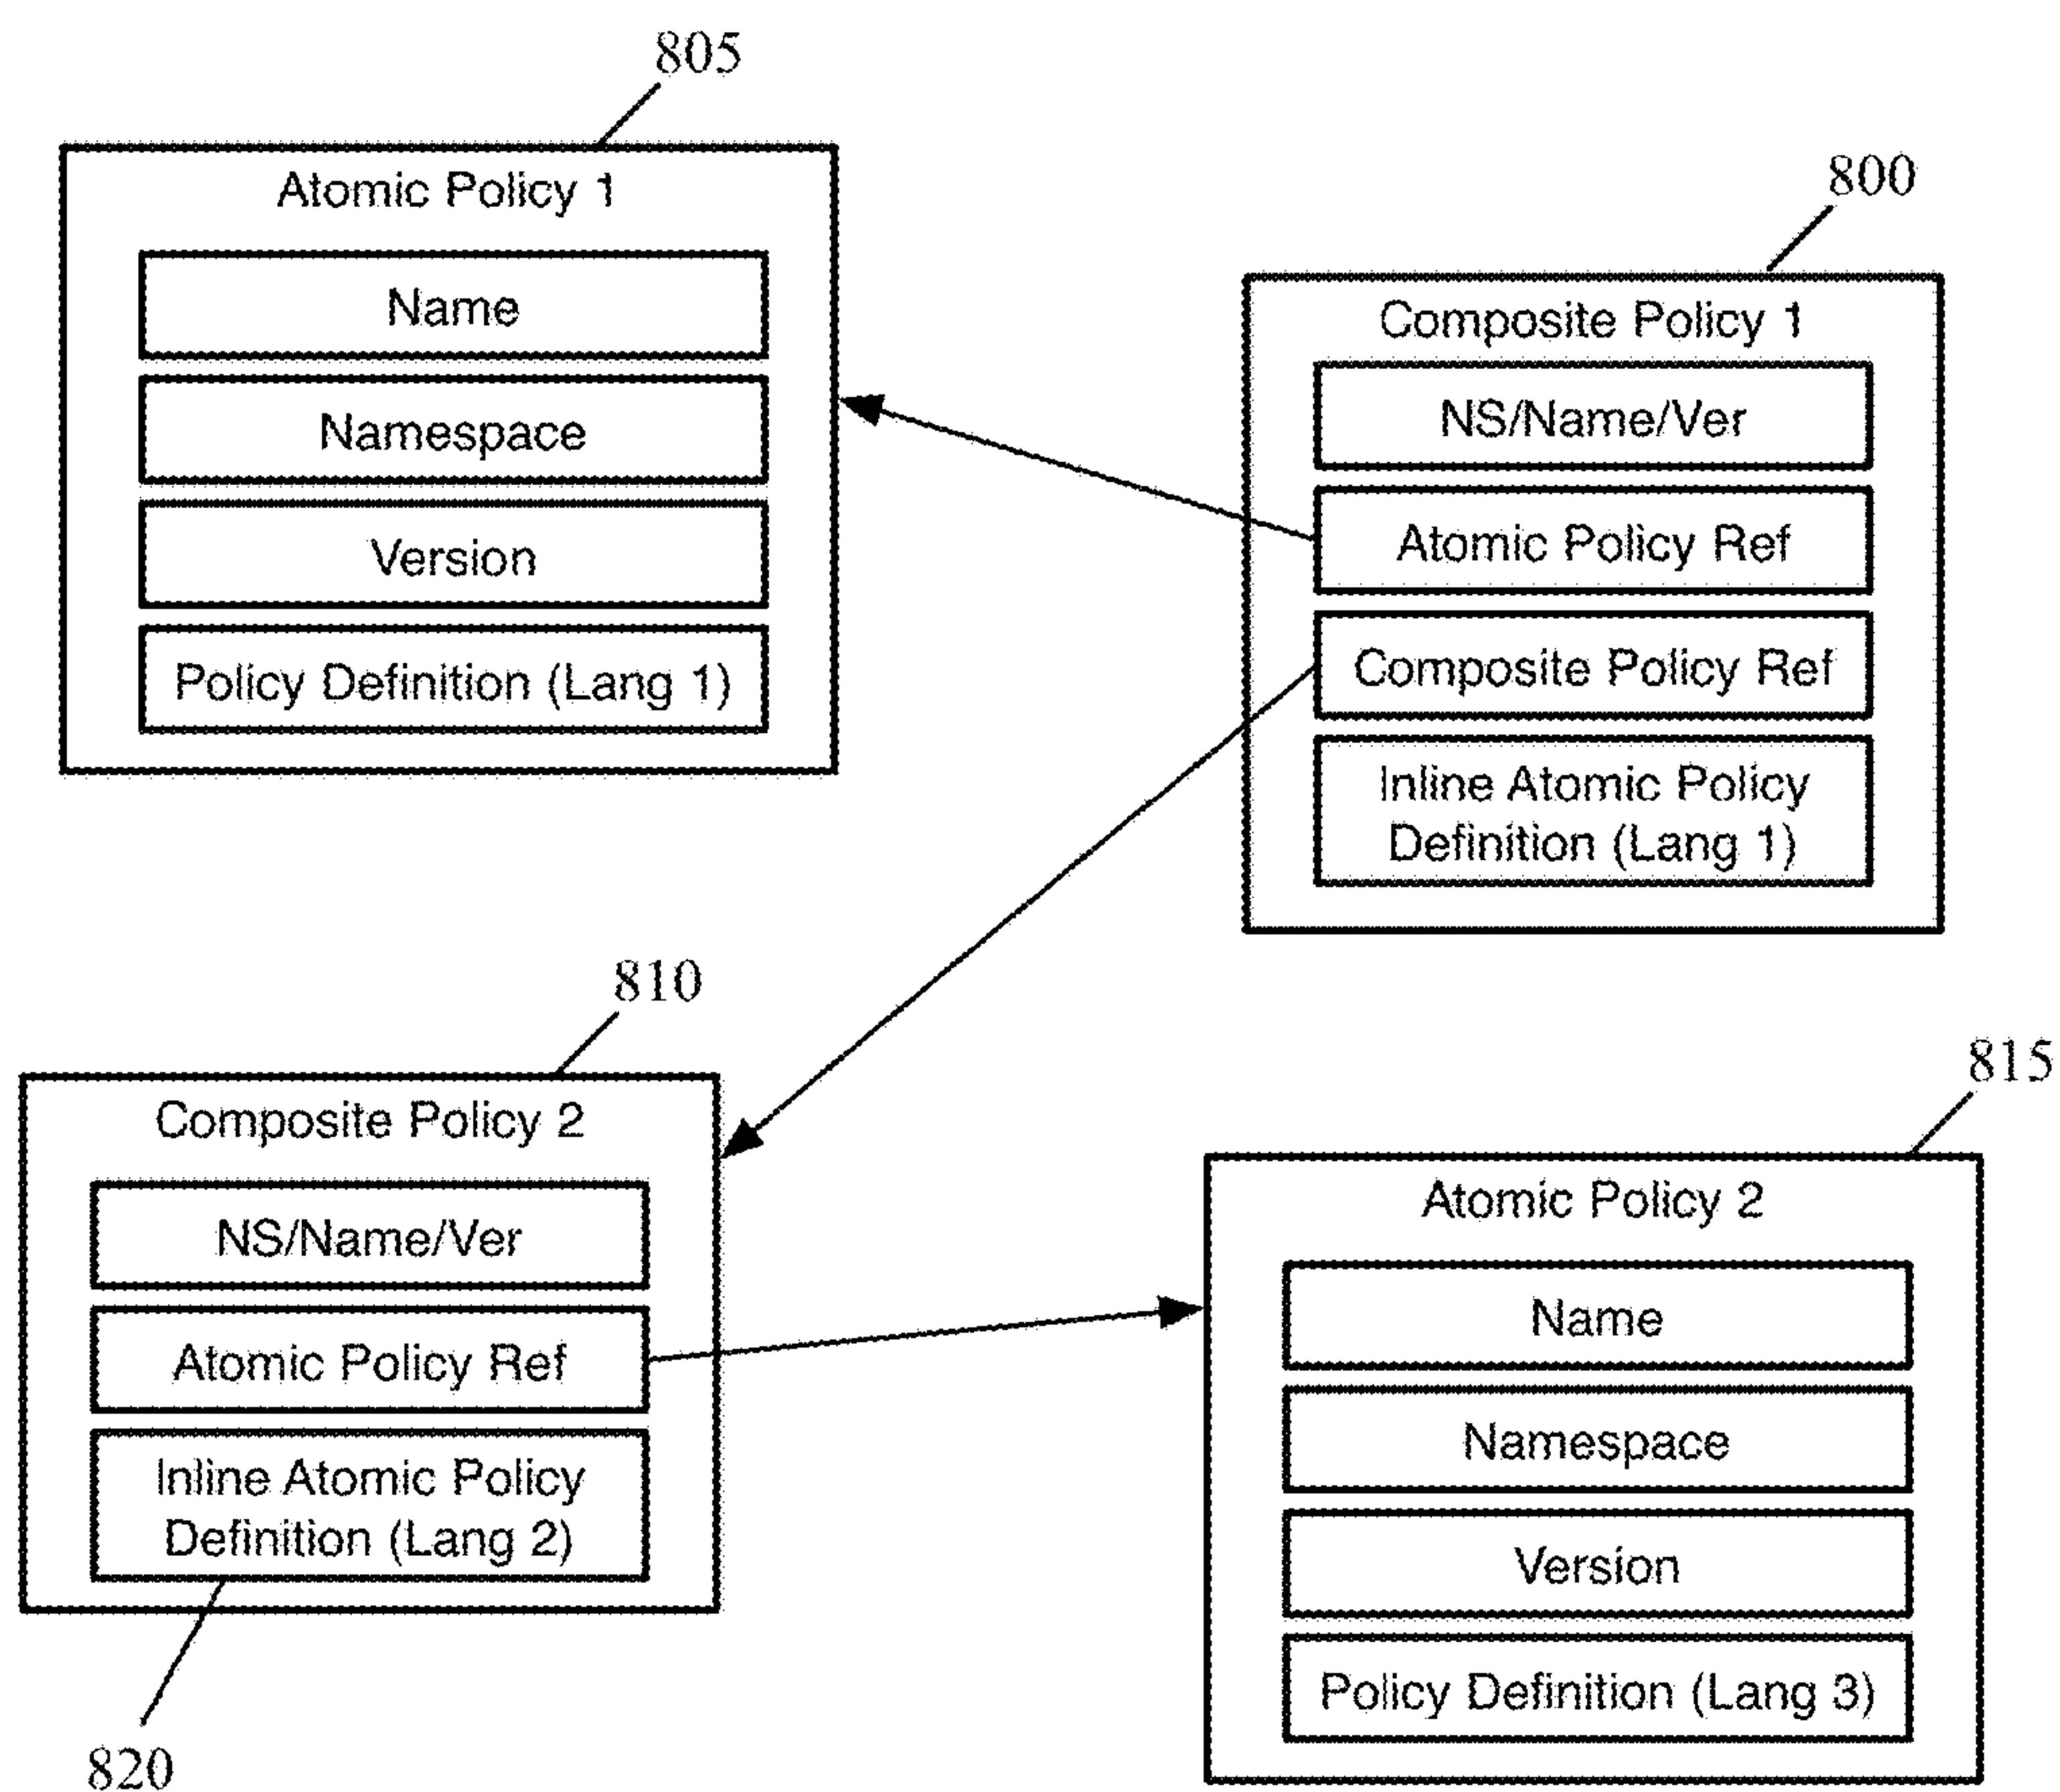 805
Atomic Policy 1
Name
Namespace
Version
Policy Definition (Lang 1)
800
Composite Policy 1
NS/Name/Ver
Atomic Policy Ref
Composite Policy Ref
Inline Atomic Policy
Definition (Lang 1)
810
Composite Policy 2
NS/Name/Ver
Atomic Policy Ref
Inline Atomic Policy
Definition (Lang 2)
820
815
Atomic Policy 2
Name
Namespace
Version
Policy Definition (Lang 3)